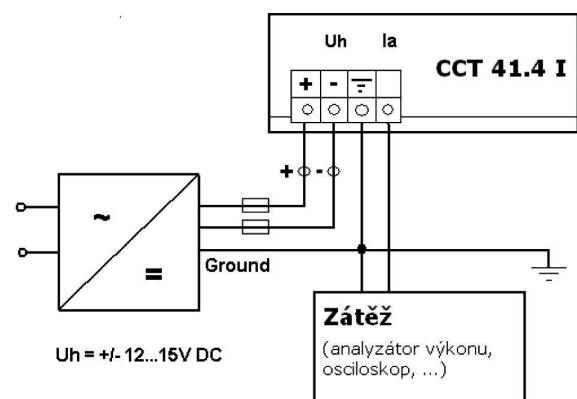 Uh Ia
CCT 41.4 I
+ -
+ -
~
=
Ground
Uh = +/- 12...15V DC
Zátěž
(analyzátor výkonu,
osciloskop, ...)